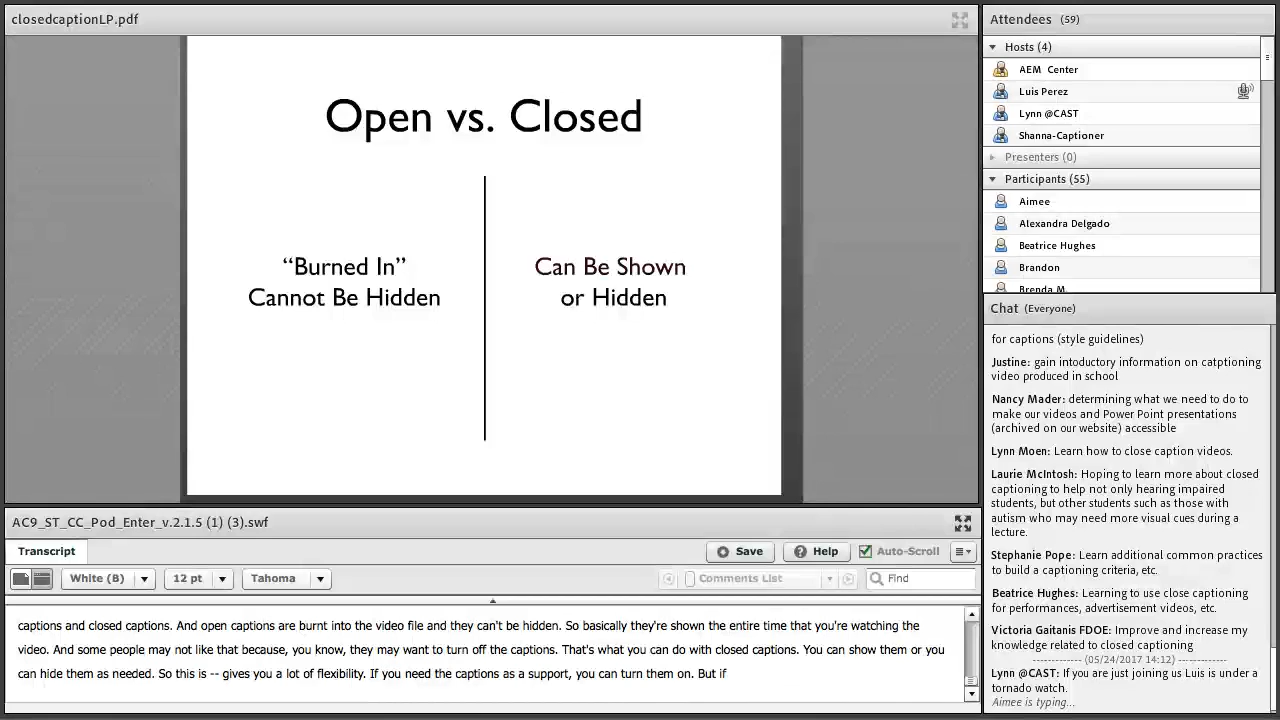 closedcaptionLP.pdf
Open vs. Closed
“Burned In”
Cannot Be Hidden
Can Be Shown
or Hidden
AC9_ST_CC_Pod_Enter_v.2.1.5 (1) (3).swf
Transcript
Save
Help
Auto-Scroll
White (B)
12 pt
Tahoma
Comments List
Find
captions and closed captions. And open captions are burnt into the video file and they can't be hidden. So basically they're shown the entire time that you're watching the
video. And some people may not like that because, you know, they may want to turn off the captions. That's what you can do with closed captions. You can show them or you
can hide them as needed. So this is -- gives you a lot of flexibility. If you need the captions as a support, you can turn them on. But if
Attendees (59)
Hosts (4)
AEM Center
Luis Perez
Lynn @CAST
Shanna-Captioner
Presenters (0)
Participants (55)
Aimee
Alexandra Delgado
Beatrice Hughes
Brandon
Brenda M.
Chat (Everyone)
for captions (style guidelines)
Justine: gain intoductory information on catptioning
video produced in school
Nancy Mader: determining what we need to do to
make our videos and Power Point presentations
(archived on our website) accessible
Lynn Moen: Learn how to close caption videos.
Laurie McIntosh: Hoping to learn more about closed
captioning to help not only hearing impaired
students, but other students such as those with
autism who may need more visual cues during a
lecture.
Stephanie Pope: Learn additional common practices
to build a captioning criteria, etc.
Beatrice Hughes: Learning to use close captioning
for performances, advertisement videos, etc.
Victoria Gaitanis FDOE: Improve and increase my
knowledge related to closed captioning
------------- (05/24/2017 14:12) -------------
Lynn @CAST: If you are just joining us Luis is under a
tornado watch.
Aimee is typing...